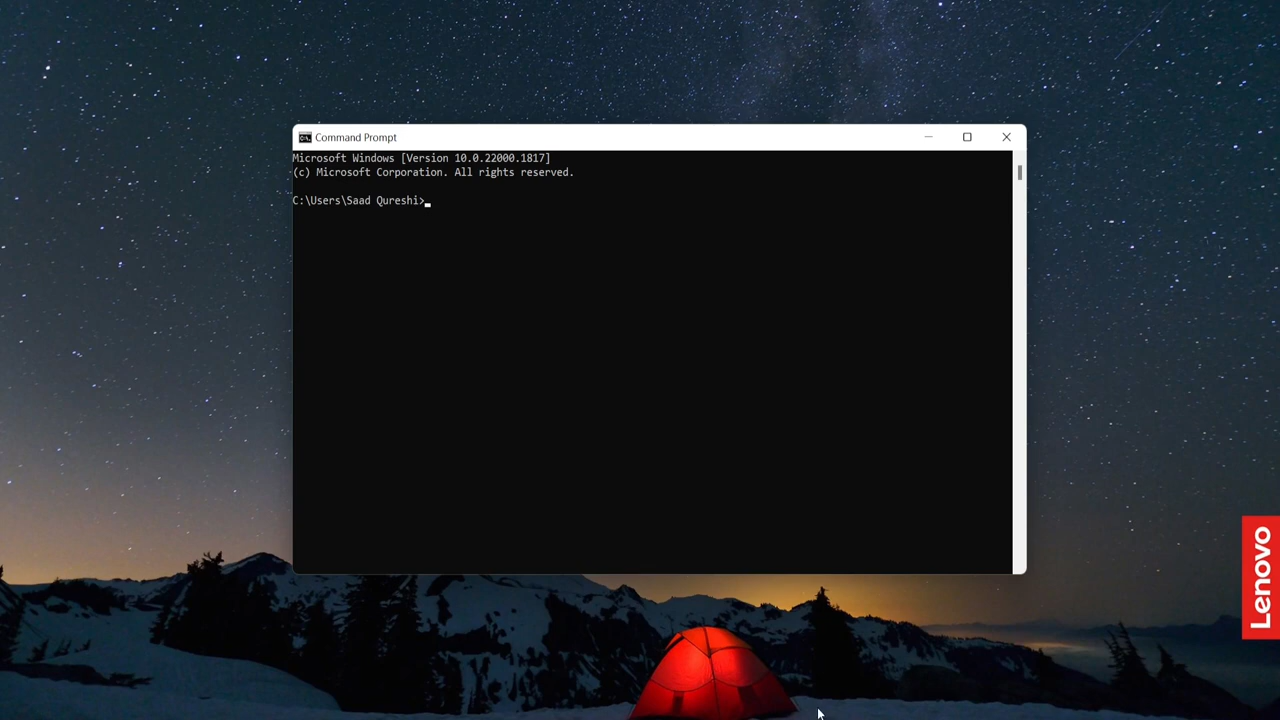 Command Prompt
Microsoft Windows [Version 10.0.22000.1817]
(c) Microsoft Corporation. All rights reserved.
C:\Users\Saad Qureshi>
Lenovo